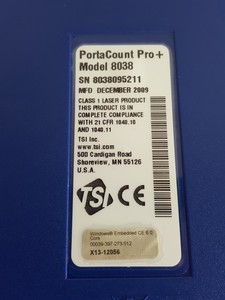 PortaCount Pro+
Model 8038
SN 8038095211
MFD DECEMBER 2009
CLASS 1 LASER PRODUCT
THIS PRODUCT IS IN
COMPLETE COMPLIANCE
WITH 21 CFR 1040.10
AND 1040.11
TSI Inc.
www.tsi.com
500 Cardigan Road
Shoreview, MN 55126
U.S.A.
TSI CE
Windows® Embedded CE 6.0
Core
X13-12056